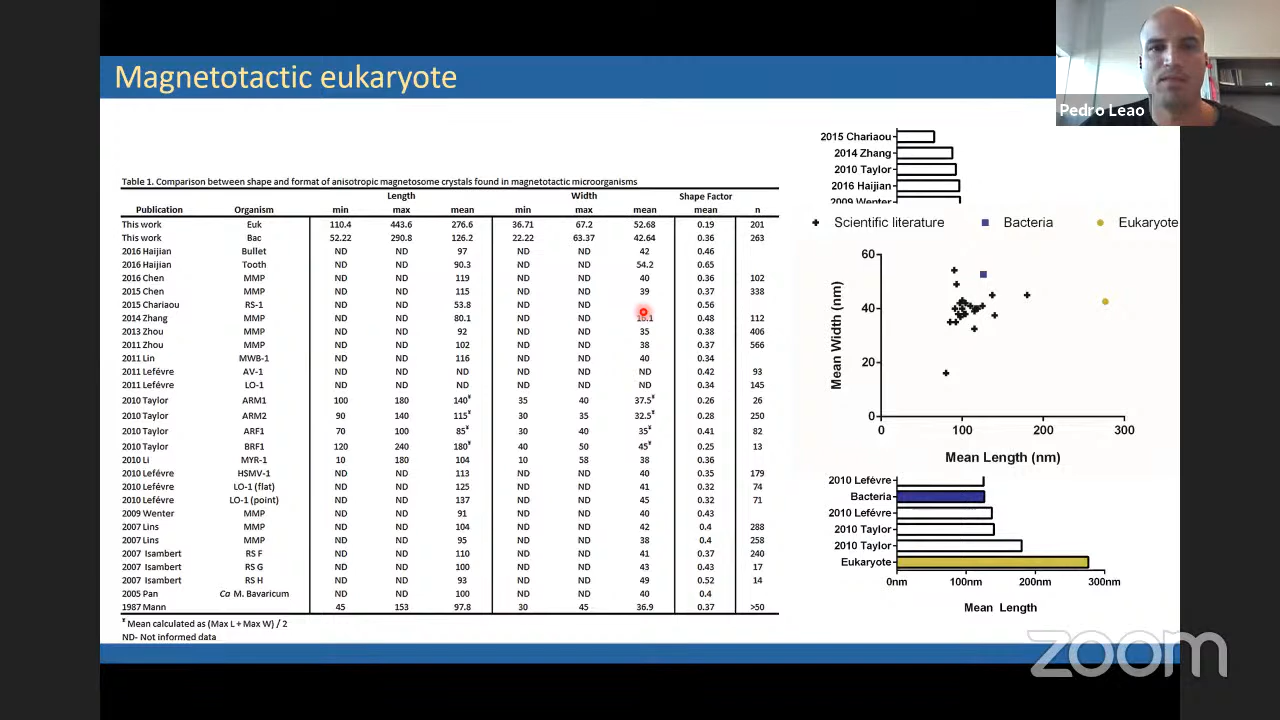 Magnetotactic eukaryote
Pedro Leao
Table 1. Comparison between shape and format of anisotropic magnetosome crystals found in magnetotactic microorganisms
Length Width Shape Factor
Publication Organism min max mean min max mean mean n
This work Euk 110.4 443.6 276.6 36.71 67.2 52.68 0.19 201
This work Bac 52.22 290.8 126.2 22.22 63.37 42.64 0.36 263
2016 Haijian Bullet ND ND 97 ND ND 42 0.46
2016 Haijian Tooth ND ND 90.3 ND ND 54.2 0.65
2016 Chen MMP ND ND 119 ND ND 40 0.36 102
2015 Chen MMP ND ND 115 ND ND 39 0.37 338
2015 Chariaou RS-1 ND ND 53.8 ND ND 0.56
2014 Zhang MMP ND ND 80.1 ND ND 0.48 112
2013 Zhou MMP ND ND 92 ND ND 35 0.38 406
2011 Zhou MMP ND ND 102 ND ND 38 0.37 566
2011 Lin MWB-1 ND ND 116 ND ND 40 0.34
2011 Lefévre AV-1 ND ND ND ND ND ND 0.42 93
2011 Lefévre LO-1 ND ND ND ND ND ND 0.34 145
2010 Taylor ARM1 100 180 140¥ 35 40 37.5¥ 0.26 26
2010 Taylor ARM2 90 140 115¥ 30 35 32.5¥ 0.28 250
2010 Taylor ARF1 70 100 85¥ 30 40 35¥ 0.41 82
2010 Taylor BRF1 120 240 180¥ 40 50 45¥ 0.25 13
2010 Li MYR-1 10 180 104 10 58 38 0.36
2010 Lefévre HSMV-1 ND ND 113 ND ND 40 0.35 179
2010 Lefévre LO-1 (flat) ND ND 125 ND ND 41 0.32 74
2010 Lefévre LO-1 (point) ND ND 137 ND ND 45 0.32 71
2009 Wenter MMP ND ND 91 ND ND 40 0.43
2007 Lins MMP ND ND 104 ND ND 42 0.4 288
2007 Lins MMP ND ND 95 ND ND 38 0.4 258
2007 Isambert RS F ND ND 110 ND ND 41 0.37 240
2007 Isambert RS G ND ND 100 ND ND 43 0.43 17
2007 Isambert RS H ND ND 93 ND ND 49 0.52 14
2005 Pan Ca M. Bavaricum ND ND 100 ND ND 40 0.4
1987 Mann 45 153 97.8 30 45 36.9 0.37 >50
¥ Mean calculated as (Max L + Max W) / 2
ND- Not informed data
2015 Chariaou
2014 Zhang
2010 Taylor
2016 Haijian
2009 Wenter
Scientific literature Bacteria Eukaryote
Mean Width (nm)
60
40
20
0
0 100 200 300
Mean Length (nm)
2010 Lefévre
Bacteria
2010 Lefévre
2010 Taylor
2010 Taylor
Eukaryote
0nm 100nm 200nm 300nm
Mean Length
zoom